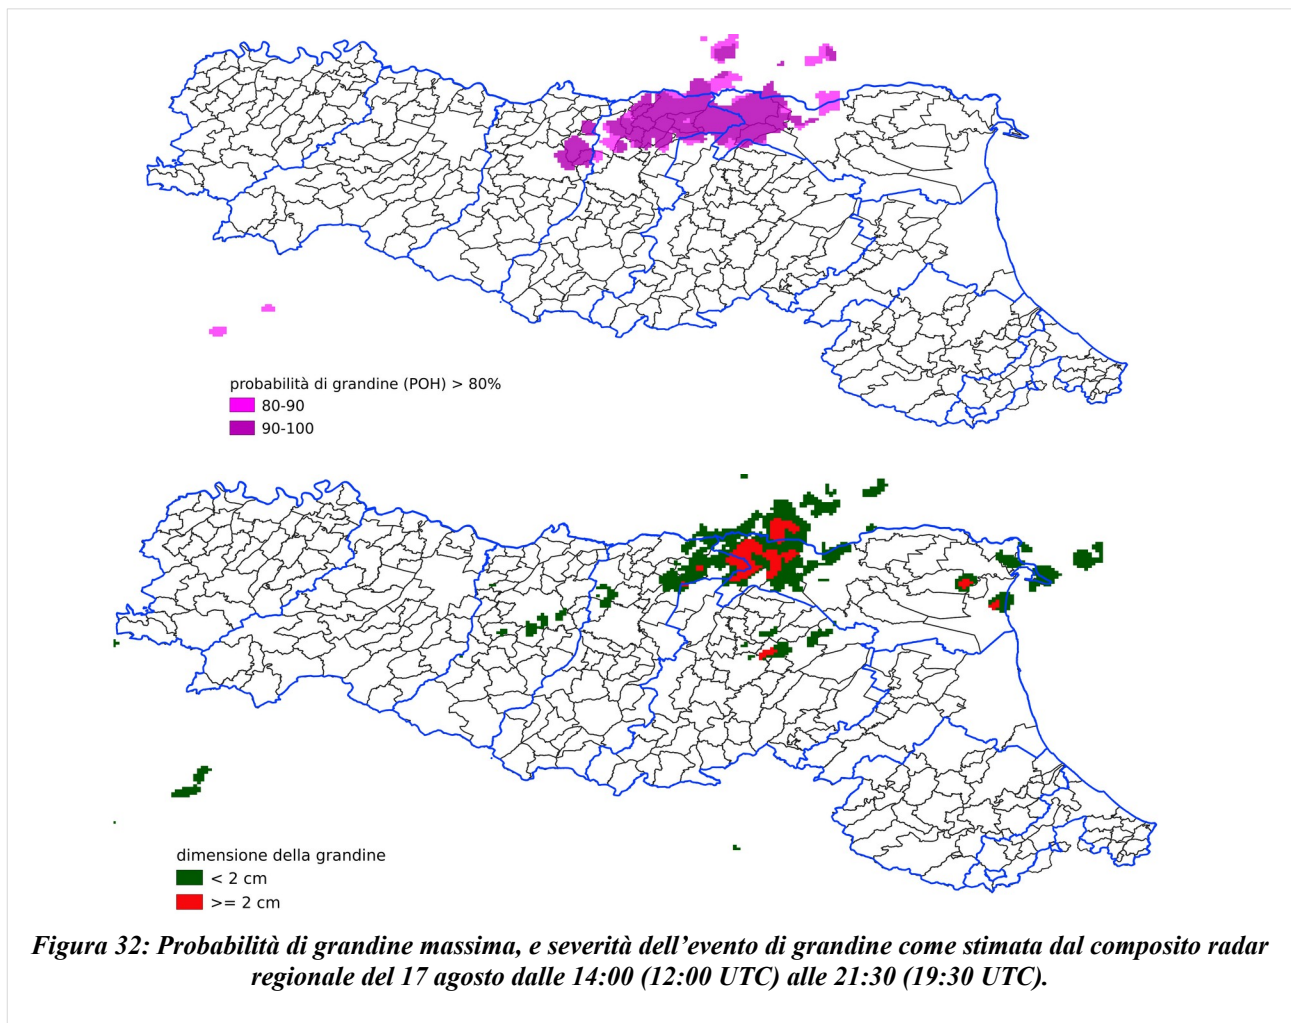 probabilità di grandine (POH) > 80%
80-90
90-100
dimensione della grandine
< 2 cm
>= 2 cm
Figura 32: Probabilità di grandine massima, e severità dell’evento di grandine come stimata dal composito radar
regionale del 17 agosto dalle 14:00 (12:00 UTC) alle 21:30 (19:30 UTC).